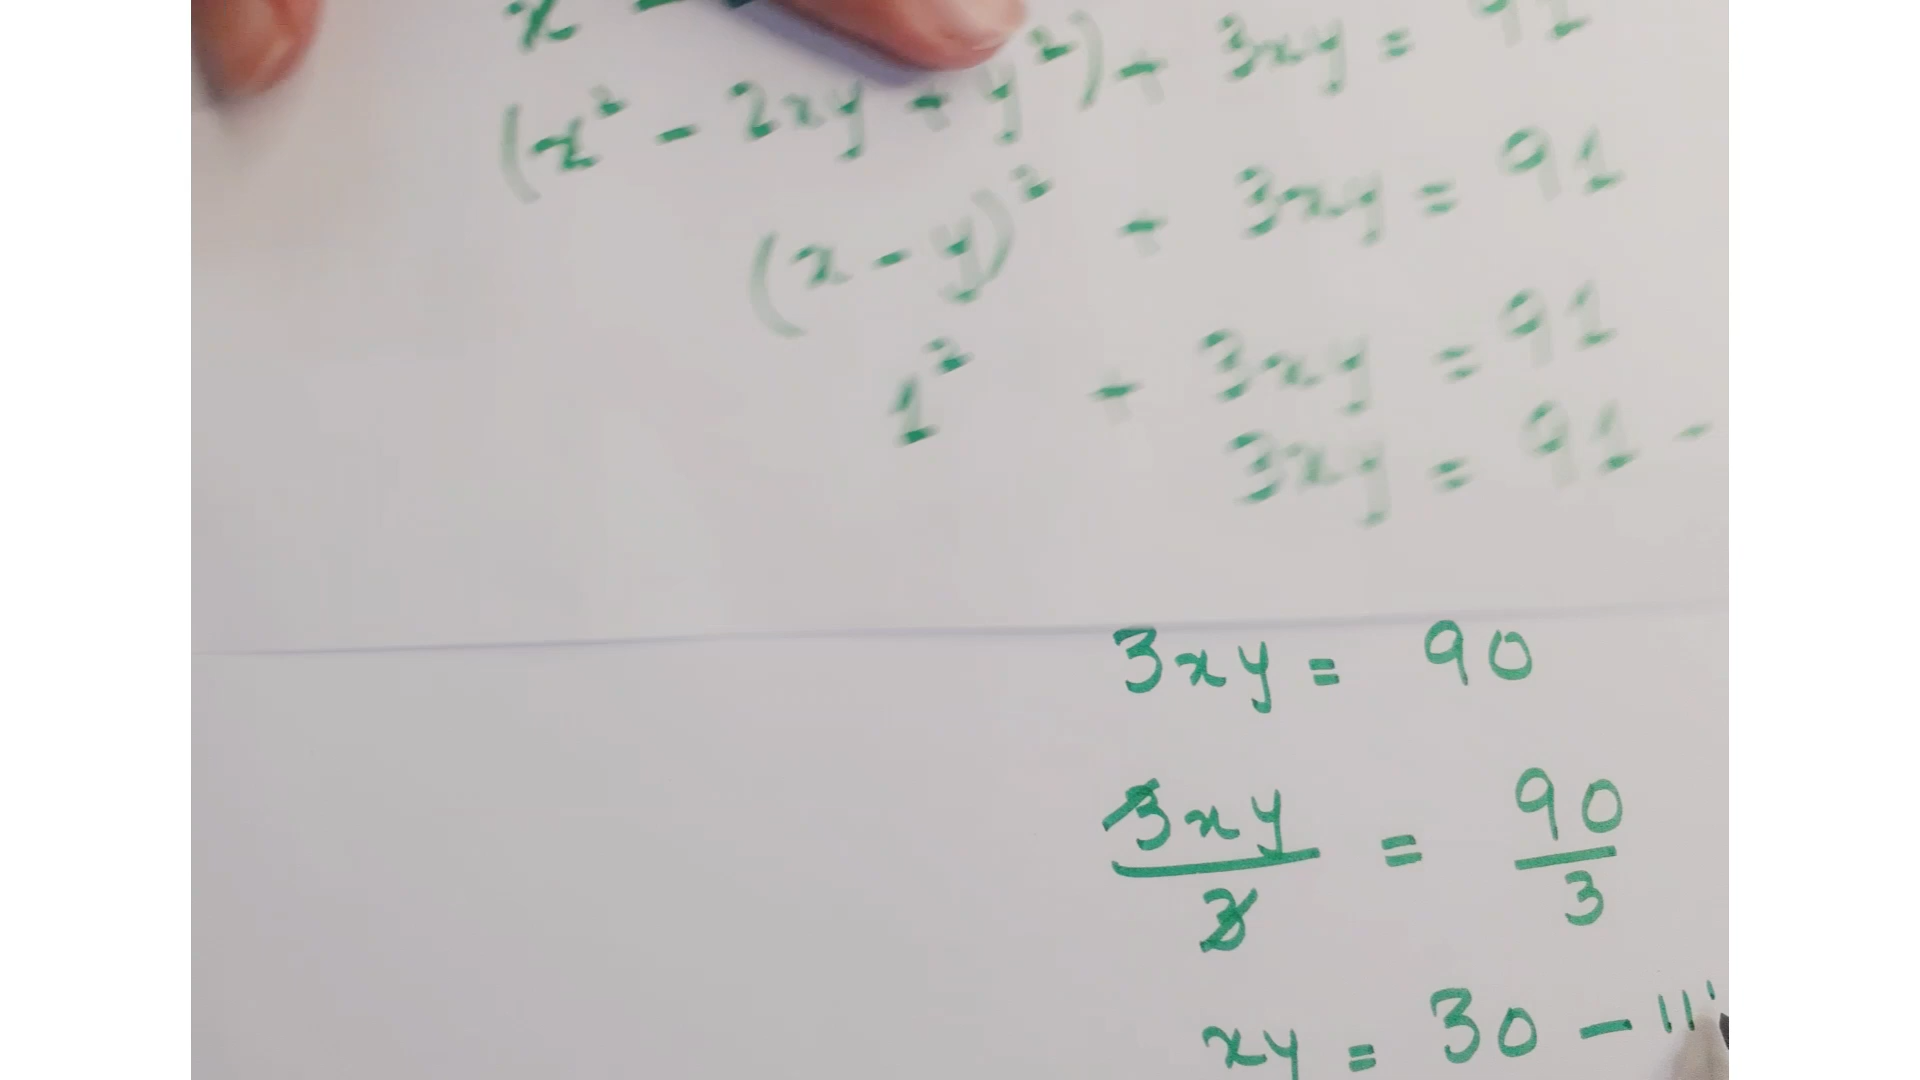 x
(x² - 2xy + y²) + 3xy = 91
(x - y)² + 3xy = 91
1² + 3xy = 91
3xy = 91 -
3xy = 90
3xy/3 = 90/3
xy = 30 -